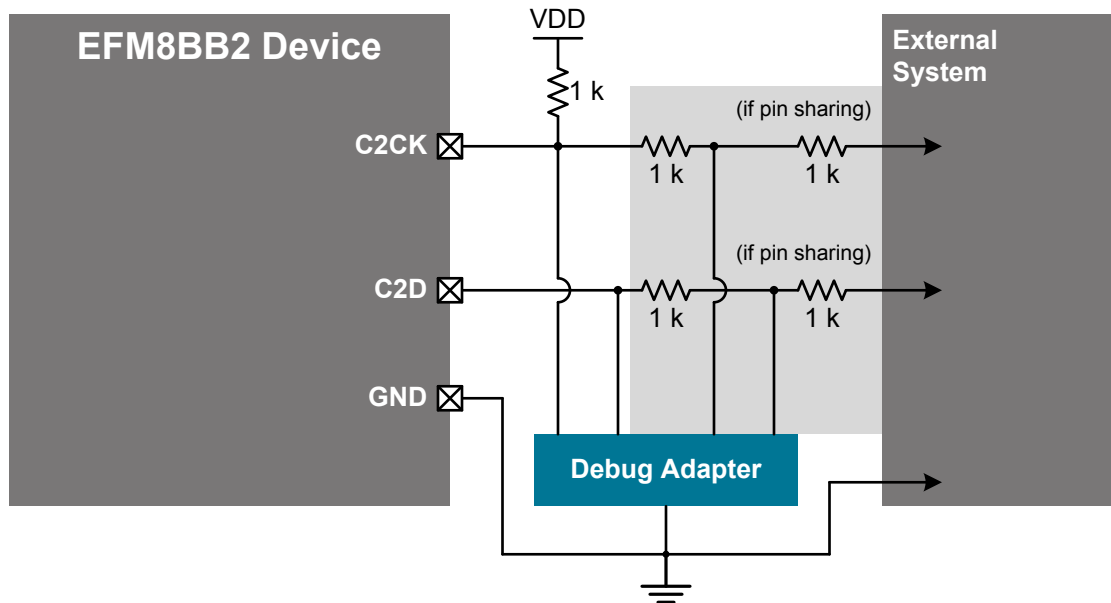 VDD
EFM8BB2 Device
External
System
1 k
(if pin sharing)
C2CK
1 k
1 k
(if pin sharing)
C2D
1 k
1 k
GND
Debug Adapter